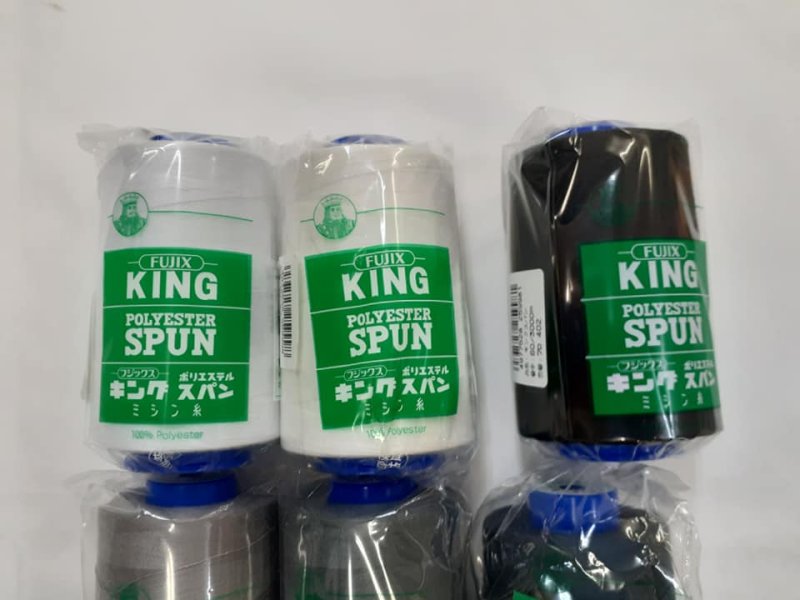 FUJIX
KING
POLYESTER
SPUN
フジックス ポリエステル
キング スパン
ミシン糸
100% Polyester
FUJIX
KING
POLYESTER
SPUN
フジックス ポリエステル
キング スパン
ミシン糸
100% Polyester
FUJIX
KING
POLYESTER
SPUN
フジックス ポリエステル
キング スパン
ミシン糸